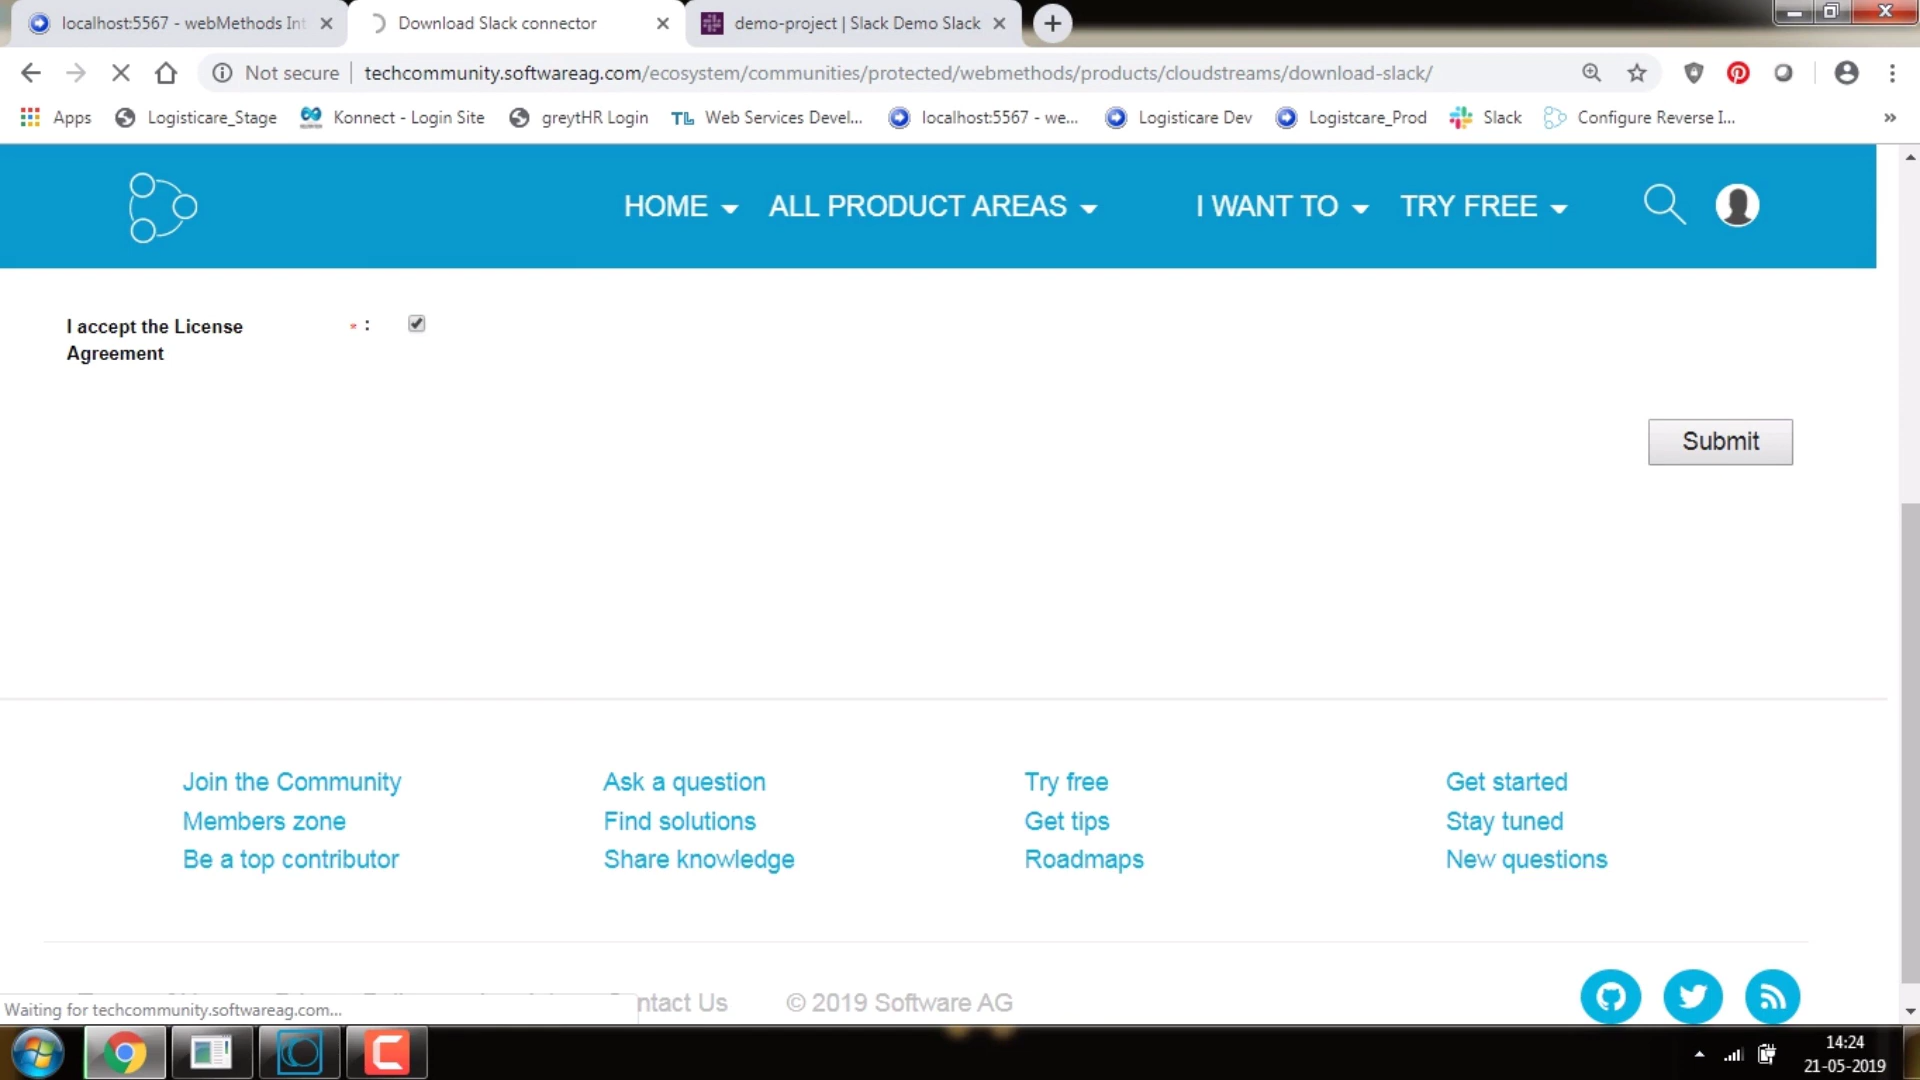 localhost:5567 - webMethods Int
Download Slack connector
demo-project | Slack Demo Slack
Not secure
techcommunity.softwareag.com/ecosystem/communities/protected/webmethods/products/cloudstreams/download-slack/
Apps
Logisticare_Stage
Konnect - Login Site
greytHR Login
TL
Web Services Devel...
localhost:5567 - we...
Logisticare Dev
Logistcare_Prod
Slack
Configure Reverse I...
»
HOME
ALL PRODUCT AREAS
I WANT TO
TRY FREE
I accept the License
Agreement
* :
Submit
Join the Community
Ask a question
Try free
Get started
Members zone
Find solutions
Get tips
Stay tuned
Be a top contributor
Share knowledge
Roadmaps
New questions
ntact Us
© 2019 Software AG
Waiting for techcommunity.softwareag.com...
14:24
21-05-2019